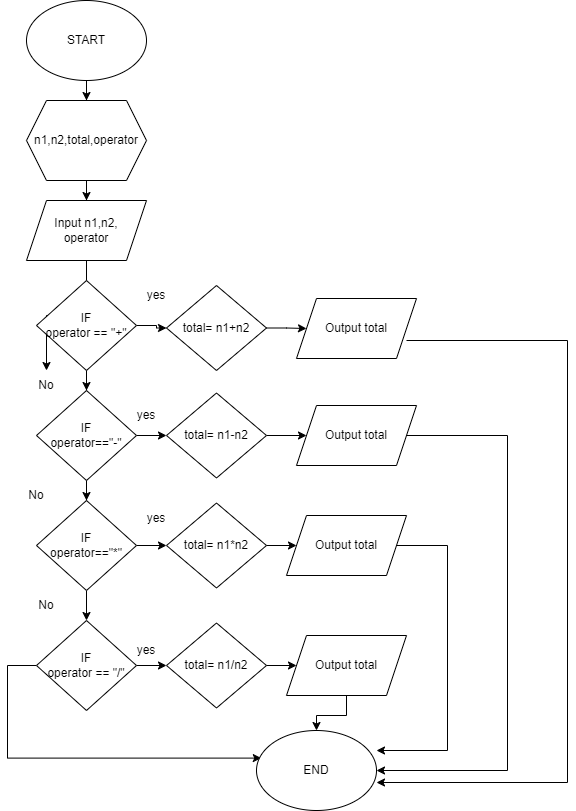 START
n1,n2,total,operator
Input n1,n2,
operator
yes
IF
operator == "+"
total= n1+n2
Output total
No
yes
IF
operator=="-"
total= n1-n2
Output total
No
yes
IF
operator=="*"
total= n1*n2
Output total
No
yes
IF
operator == "/"
total= n1/n2
Output total
END